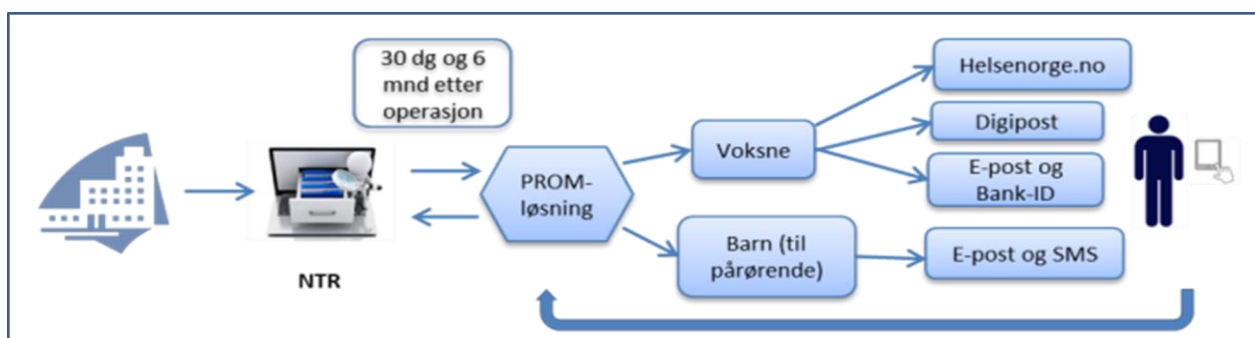 30 dg og 6
mnd etter
operasjon
NTR
PROM-
løsning
Voksne
Barn (til
pårørende)
Helsenorge.no
Digipost
E-post og
Bank-ID
E-post og SMS